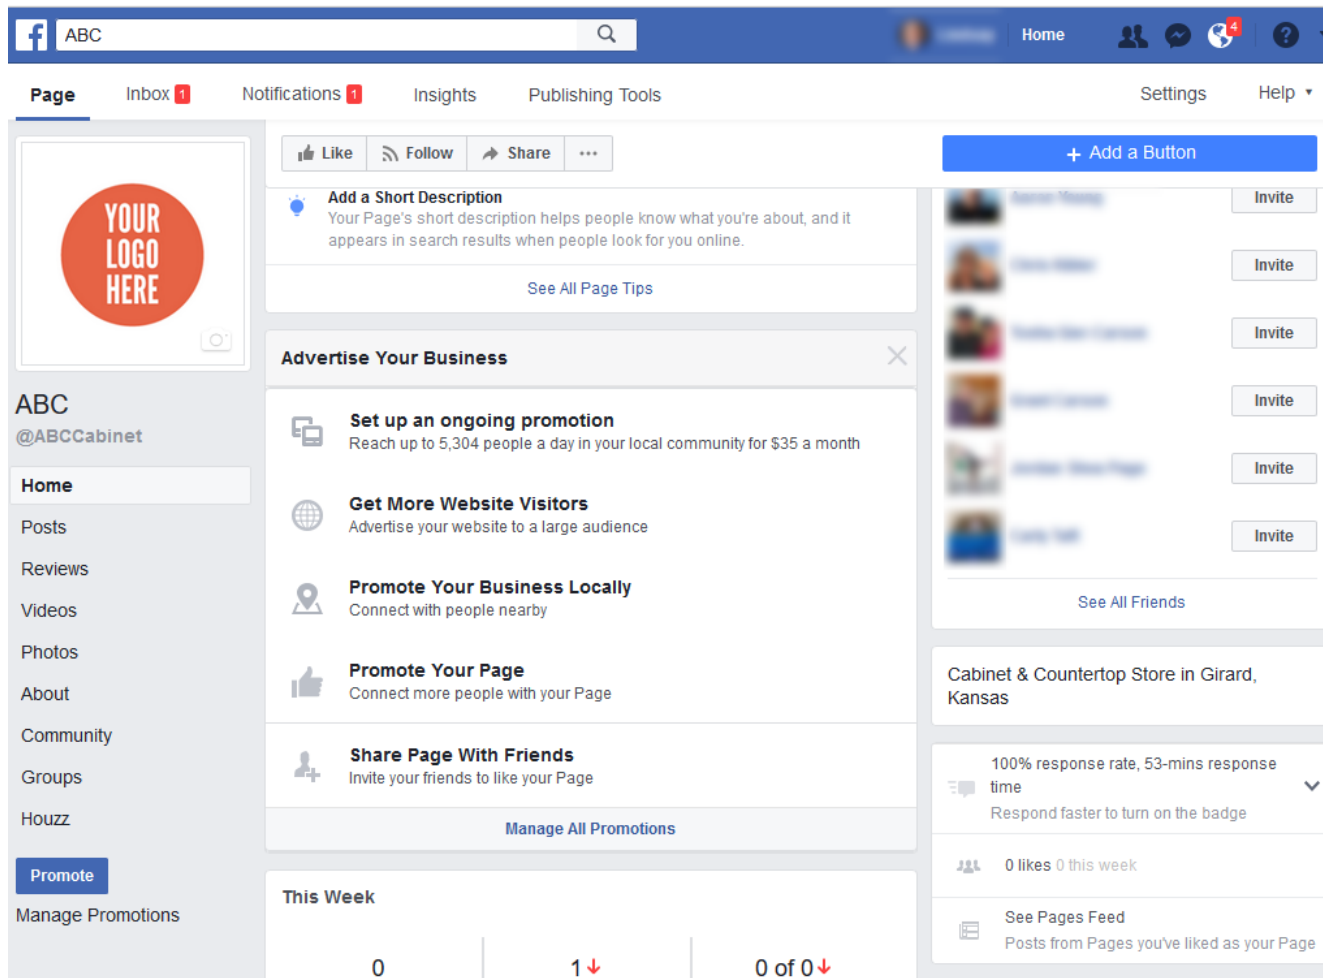 ABC
Home
4
Page
Inbox 1
Notifications 1
Insights
Publishing Tools
Settings
Help
YOUR
LOGO
HERE
ABC
@ABCCabinet
Home
Posts
Reviews
Videos
Photos
About
Community
Groups
Houzz
Promote
Manage Promotions
Like
Follow
Share
+ Add a Button
Add a Short Description
Your Page's short description helps people know what you're about, and it
appears in search results when people look for you online.
See All Page Tips
Advertise Your Business
Set up an ongoing promotion
Reach up to 5,304 people a day in your local community for $35 a month
Get More Website Visitors
Advertise your website to a large audience
Promote Your Business Locally
Connect with people nearby
Promote Your Page
Connect more people with your Page
Share Page With Friends
Invite your friends to like your Page
Manage All Promotions
This Week
0
1
0 of 0
Invite
Invite
Invite
Invite
Invite
Invite
See All Friends
Cabinet & Countertop Store in Girard,
Kansas
100% response rate, 53-mins response
time
Respond faster to turn on the badge
0 likes 0 this week
See Pages Feed
Posts from Pages you've liked as your Page